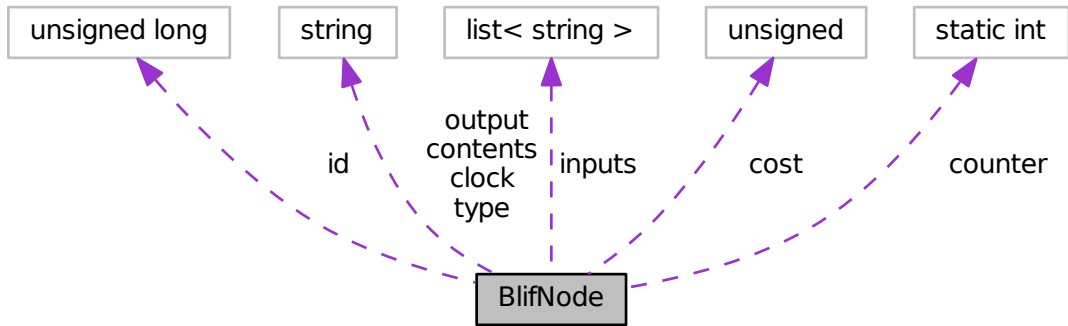 unsigned long
string
list< string >
unsigned
static int
id
output
contents
clock
type
inputs
cost
counter
BlifNode